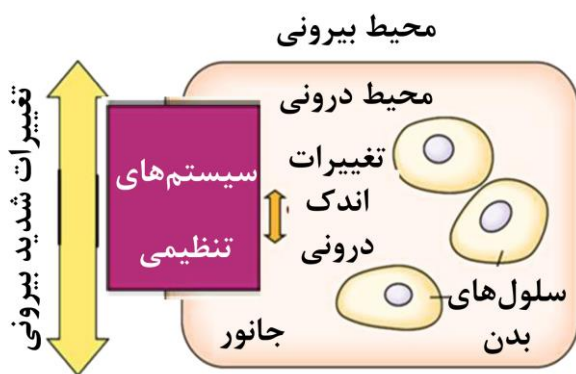 محیط بیرونی
محیط درونی
تغییرات شدید بیرونی
سیستم‌های
تنظیمی
تغییرات
اندک
درونی
سلول‌های
بدن
جانور